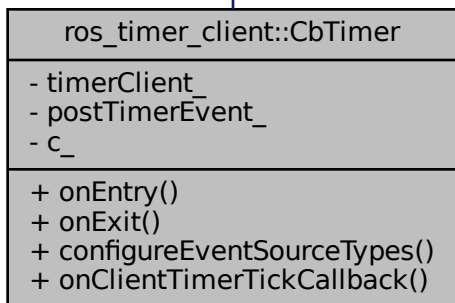 ros_timer_client::CbTimer
- timerClient_
- postTimerEvent_
- c_
+ onEntry()
+ onExit()
+ configureEventSourceTypes()
+ onClientTimerTickCallback()